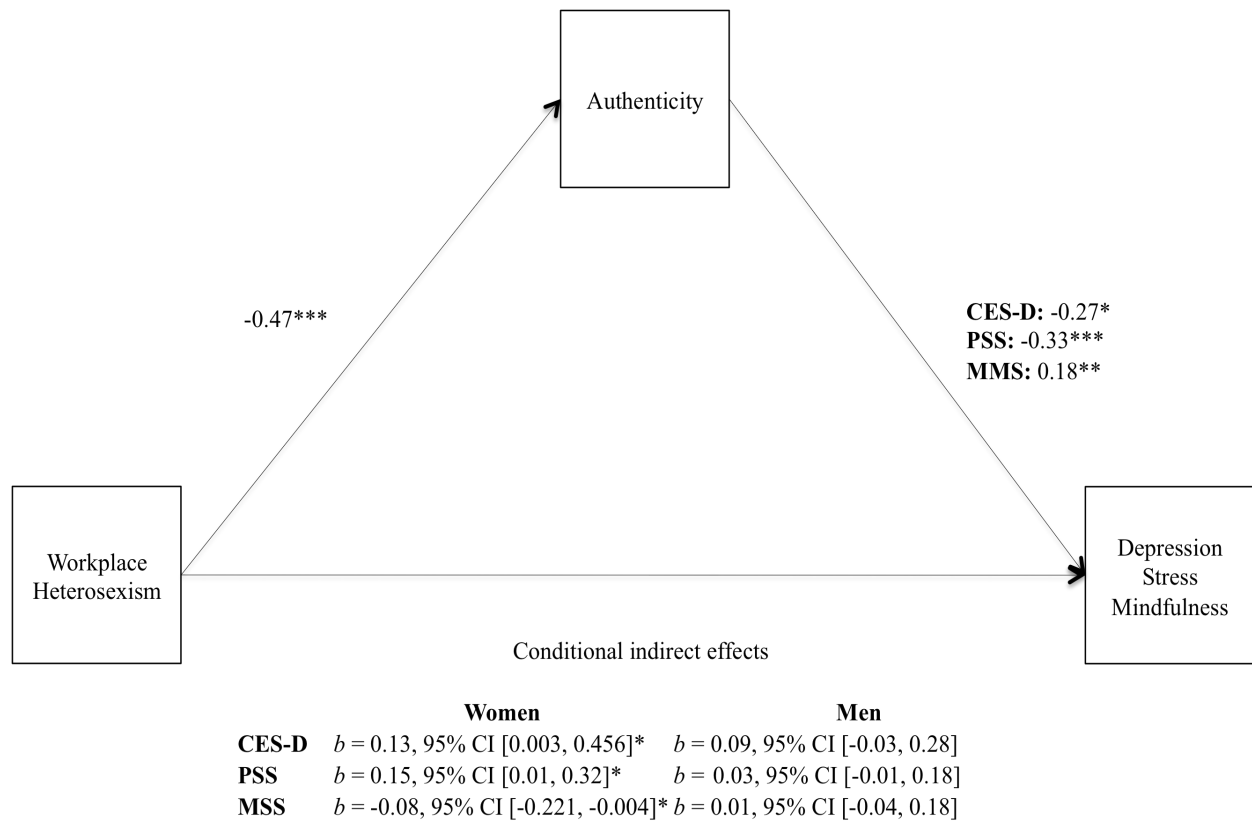 Authenticity
-0.47***
CES-D: -0.27*
PSS: -0.33***
MMS: 0.18**
Workplace
Heterosexism
Depression
Stress
Mindfulness
Conditional indirect effects
Women Men
CES-D b = 0.13, 95% CI [0.003, 0.456]* b = 0.09, 95% CI [-0.03, 0.28]
PSS b = 0.15, 95% CI [0.01, 0.32]* b = 0.03, 95% CI [-0.01, 0.18]
MSS b = -0.08, 95% CI [-0.221, -0.004]* b = 0.01, 95% CI [-0.04, 0.18]